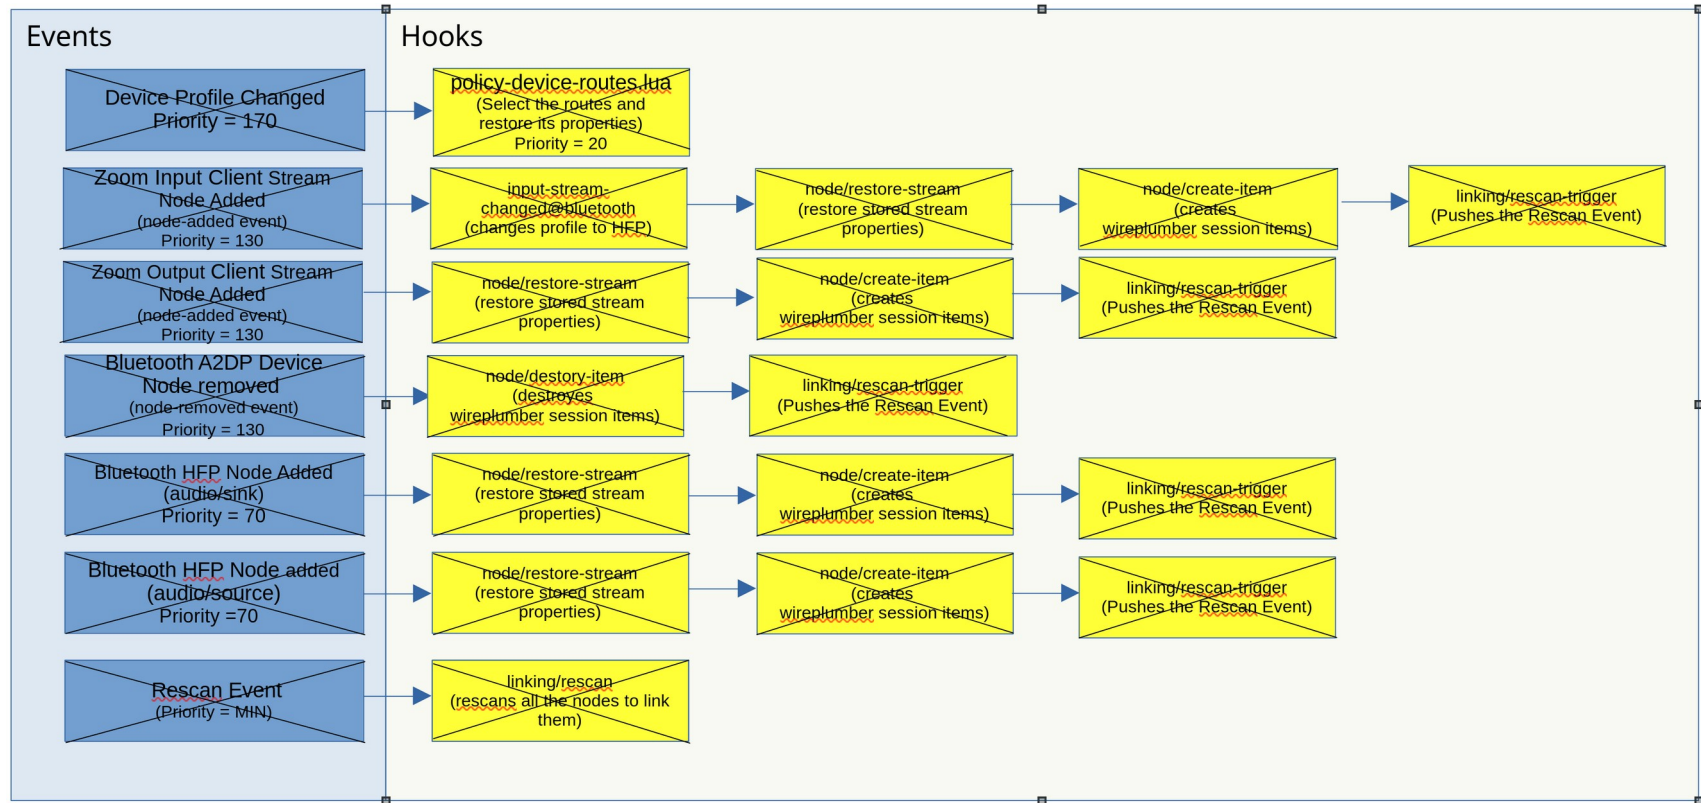 Events
Hooks
Device Profile Changed
Priority = 170
policy-device-routes.lua
(Select the routes and
restore its properties)
Priority = 20
Zoom Input Client Stream
Node Added
(node-added event)
Priority = 130
input-stream-
changed@bluetooth
(changes profile to HFP)
node/restore-stream
(restore stored stream
properties)
node/create-item
(creates
wireplumber session items)
linking/rescan-trigger
(Pushes the Rescan Event)
Zoom Output Client Stream
Node Added
(node-added event)
Priority = 130
node/restore-stream
(restore stored stream
properties)
node/create-item
(creates
wireplumber session items)
linking/rescan-trigger
(Pushes the Rescan Event)
Bluetooth A2DP Device
Node removed
(node-removed event)
Priority = 130
node/destory-item
(destroyes
wireplumber session items)
linking/rescan-trigger
(Pushes the Rescan Event)
Bluetooth HFP Node Added
(audio/sink)
Priority = 70
node/restore-stream
(restore stored stream
properties)
node/create-item
(creates
wireplumber session items)
linking/rescan-trigger
(Pushes the Rescan Event)
Bluetooth HFP Node added
(audio/source)
Priority =70
node/restore-stream
(restore stored stream
properties)
node/create-item
(creates
wireplumber session items)
linking/rescan-trigger
(Pushes the Rescan Event)
Rescan Event
(Priority = MIN)
linking/rescan
(rescans all the nodes to link
them)